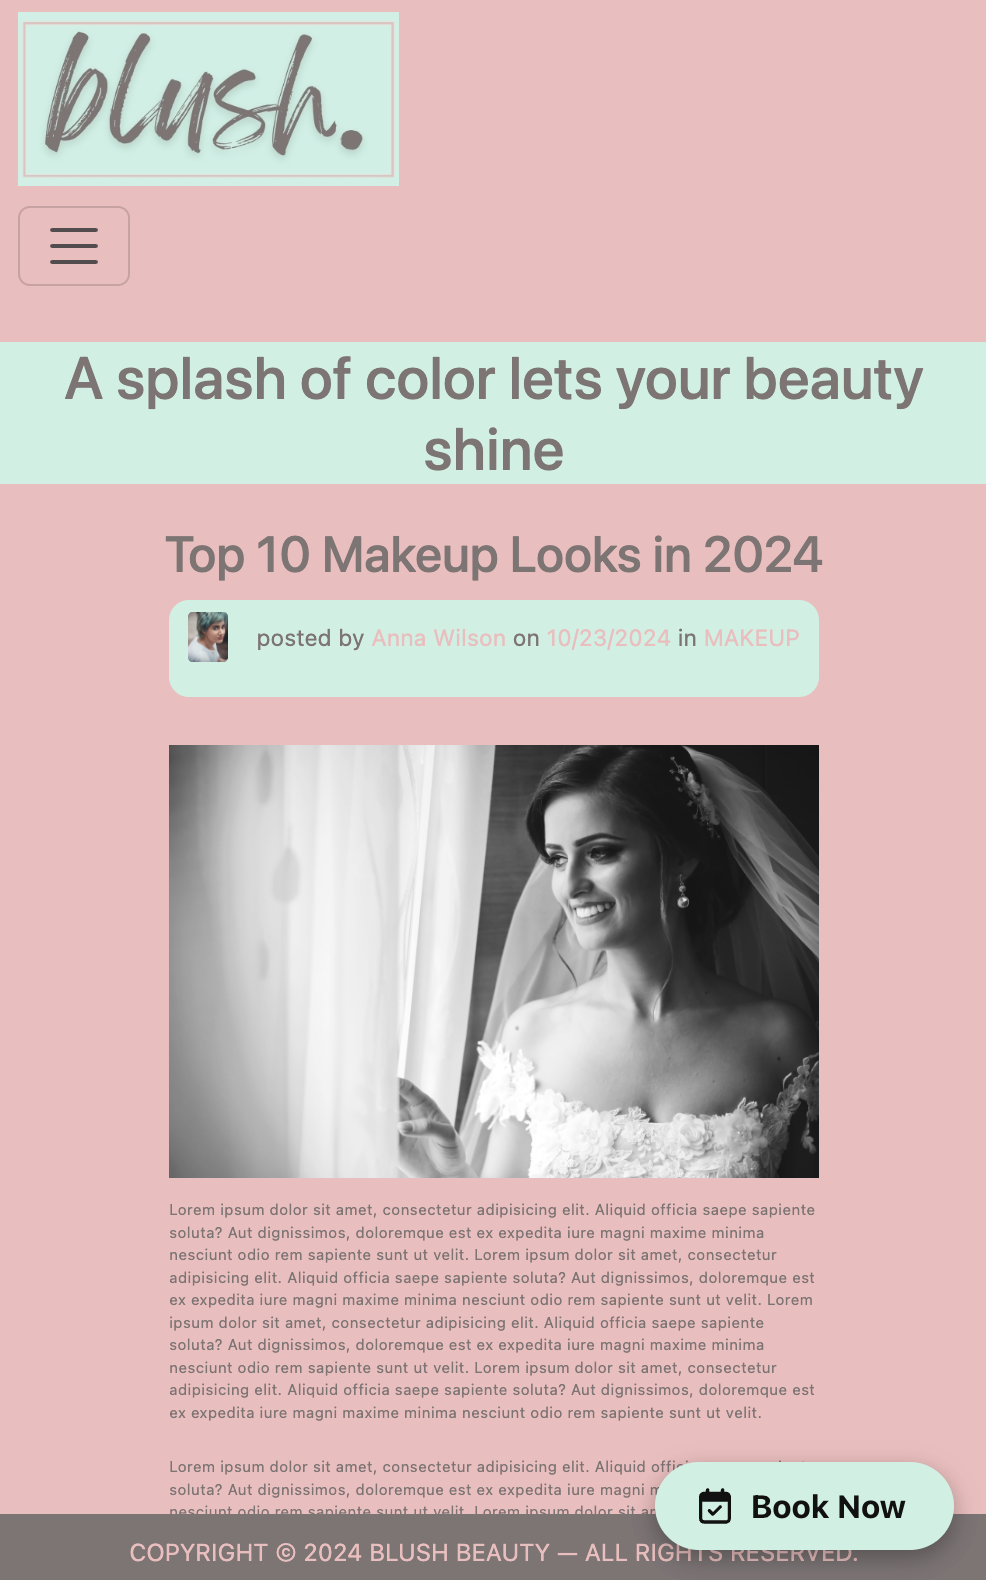 blush.
A splash of color lets your beauty
shine
Top 10 Makeup Looks in 2024
posted by Anna Wilson on 10/23/2024 in MAKEUP
Lorem ipsum dolor sit amet, consectetur adipisicing elit. Aliquid officia saepe sapiente
soluta? Aut dignissimos, doloremque est ex expedita iure magni maxime minima
nesciunt odio rem sapiente sunt ut velit. Lorem ipsum dolor sit amet, consectetur
adipisicing elit. Aliquid officia saepe sapiente soluta? Aut dignissimos, doloremque est
ex expedita iure magni maxime minima nesciunt odio rem sapiente sunt ut velit. Lorem
ipsum dolor sit amet, consectetur adipisicing elit. Aliquid officia saepe sapiente
soluta? Aut dignissimos, doloremque est ex expedita iure magni maxime minima
nesciunt odio rem sapiente sunt ut velit. Lorem ipsum dolor sit amet, consectetur
adipisicing elit. Aliquid officia saepe sapiente soluta? Aut dignissimos, doloremque est
ex expedita iure magni maxime minima nesciunt odio rem sapiente sunt ut velit.
Lorem ipsum dolor sit amet, consectetur adipisicing elit. Aliquid
soluta? Aut dignissimos, doloremque est ex expedita iure magni
nesciunt odio rem sapiente sunt ut velit. Lorem ipsum dolor sit
Book Now
COPYRIGHT © 2024 BLUSH BEAUTY — ALL RIGHTS RESERVED.